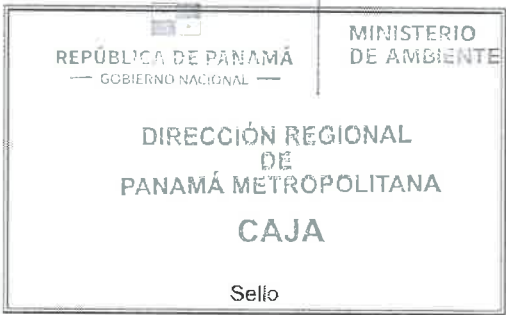 REPÚBLICA DE PANAMÁ
— GOBIERNO NACIONAL —
MINISTERIO
DE AMBIENTE
DIRECCIÓN REGIONAL
DE
PANAMÁ METROPOLITANA
CAJA
Sello